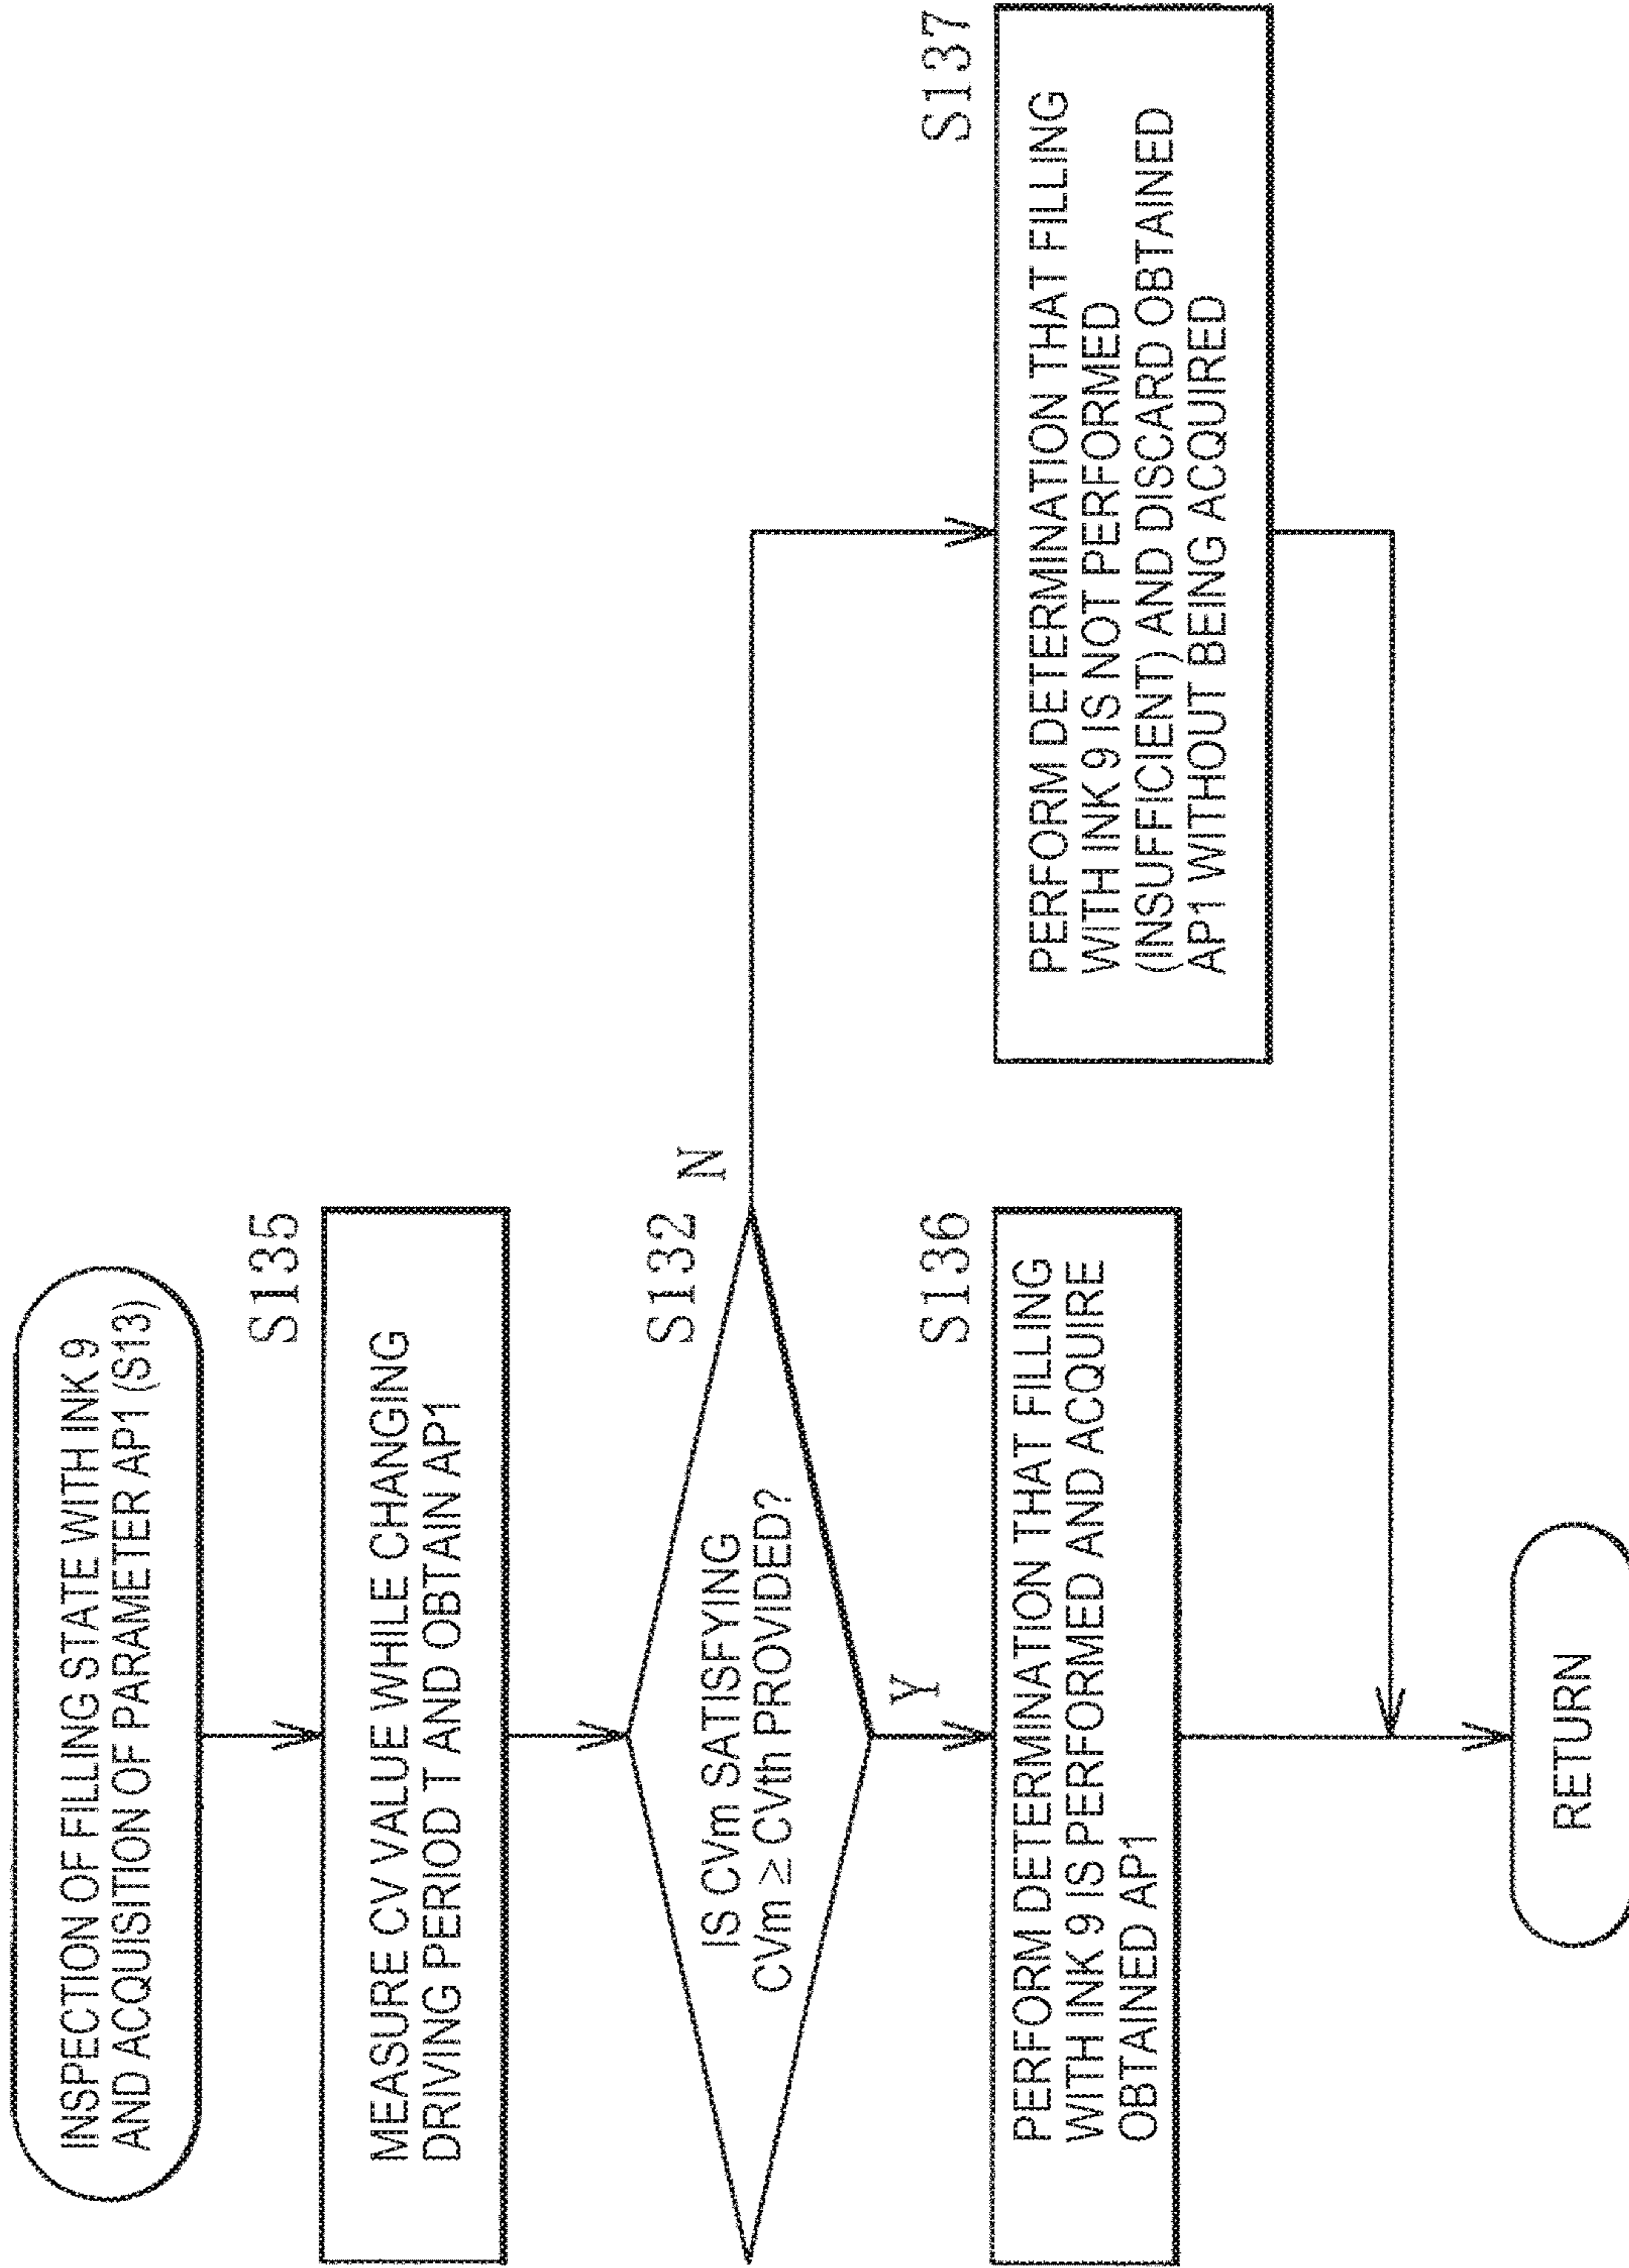 INSPECTION OF FILLING STATE WITH INK 9
AND ACQUISITION OF PARAMETER AP1 (S13)
S135
MEASURE CV VALUE WHILE CHANGING
DRIVING PERIOD T AND OBTAIN AP1
S132
N
IS CVm SATISFYING
CVm ≥ CVth PROVIDED?
Y
S136
PERFORM DETERMINATION THAT FILLING
WITH INK 9 IS PERFORMED AND ACQUIRE
OBTAINED AP1
S137
PERFORM DETERMINATION THAT FILLING
WITH INK 9 IS NOT PERFORMED
(INSUFFICIENT) AND DISCARD OBTAINED
AP1 WITHOUT BEING ACQUIRED
RETURN